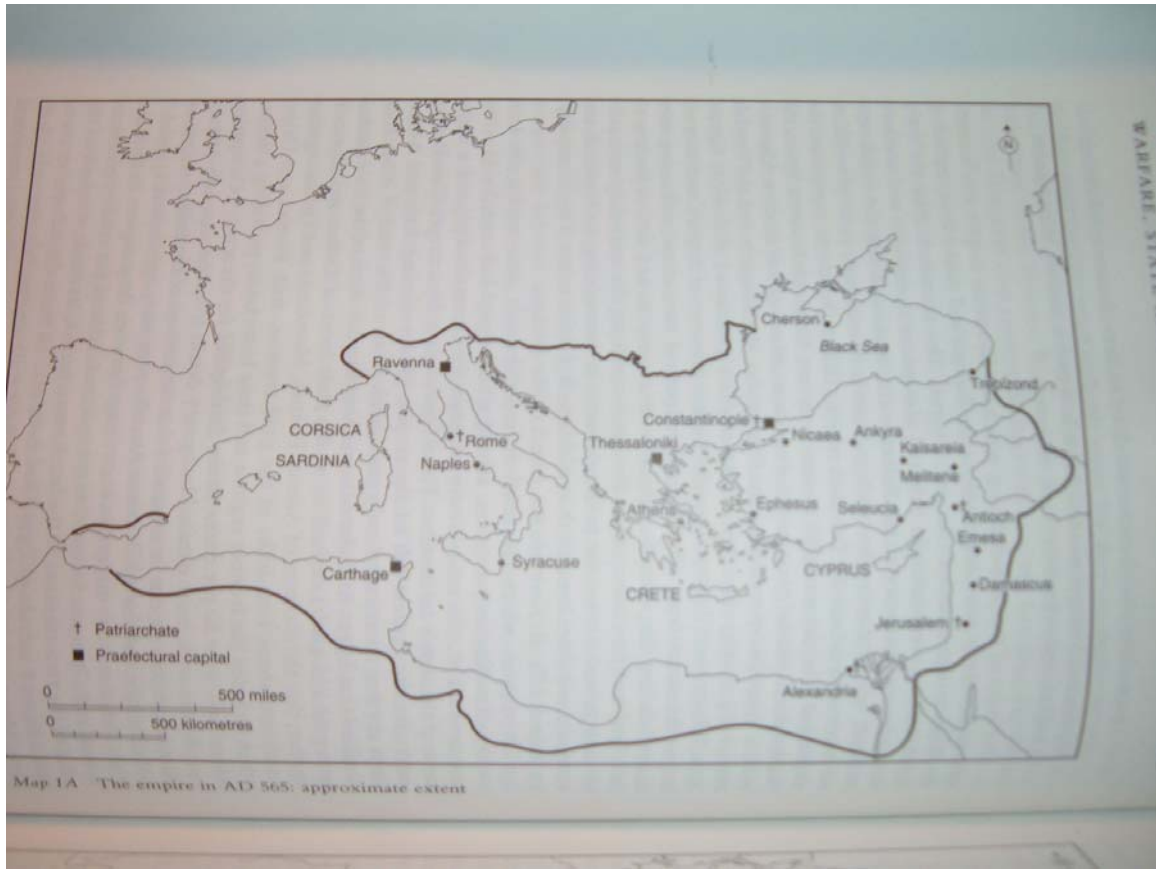 WARFARE, STATE
N
Cherson
Black Sea
Ravenna
Trebizond
Constantinople †
CORSICA
† Rome
Thessaloniki
Nicaea
Ankyra
Kaisareia
SARDINIA
Naples
Melitene
Athens
Ephesus
Seleucia
†
Antioch
Emesa
Carthage
Syracuse
CYPRUS
CRETE
Damascus
Jerusalem †
† Patriarchate
■ Praefectural capital
Alexandria
0 500 miles
0 500 kilometres
Map 1A The empire in AD 565: approximate extent